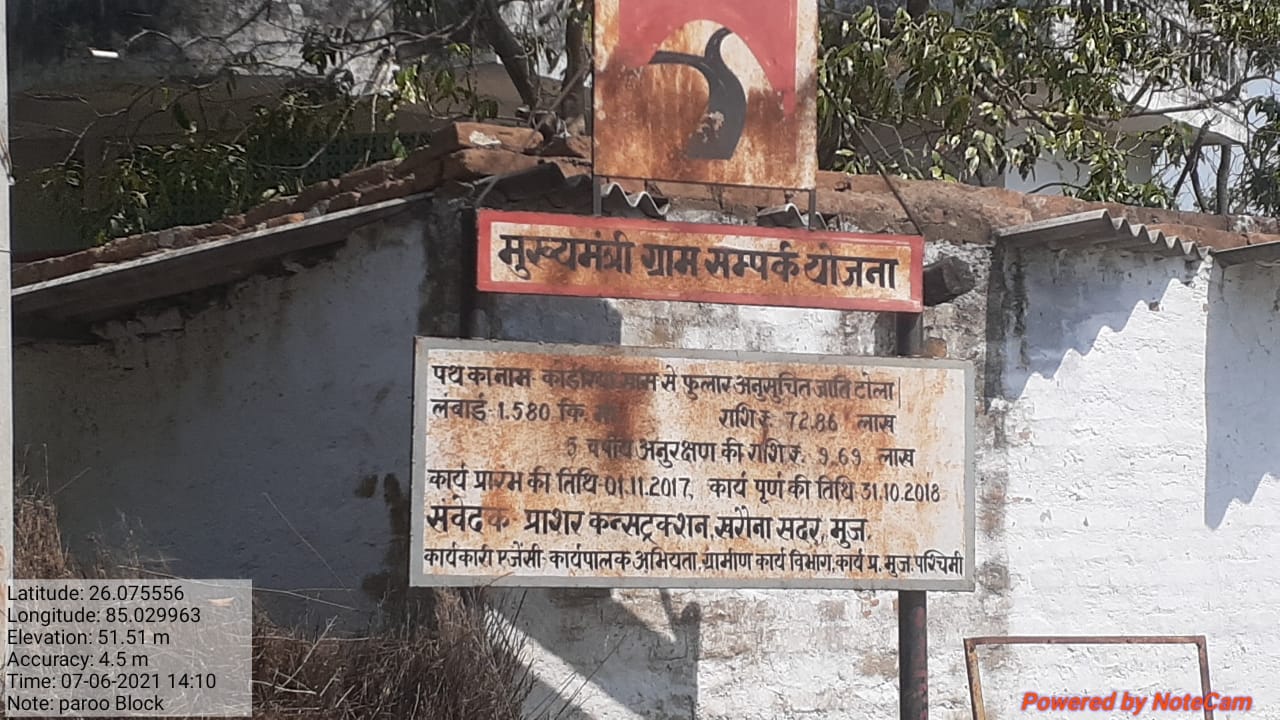 मुख्यमंत्री ग्राम सम्पर्क योजना
पथ का नाम से फुलार अनुसुचित जाति टोला
लंबाई 1.580 कि. राशि रु. 72.86 लाख
5 वर्षीय अनुरक्षण की राशि रु. 9.69 लाख
कार्य प्रारंम की तिथि 01.11.2017, कार्य पूर्ण की तिथि 31.10.2018
संवेदक प्राशर कन्सट्रक्शन, सदर, मुज.
कार्यकारी एजेंसी कार्यपालक अभियंता, ग्रामीण कार्य विभाग, कार्य प्र. मुज. पश्चिमी
Latitude: 26.075556
Longitude: 85.029963
Elevation: 51.51 m
Accuracy: 4.5 m
Time: 07-06-2021 14:10
Note: paroo Block
Powered by NoteCam